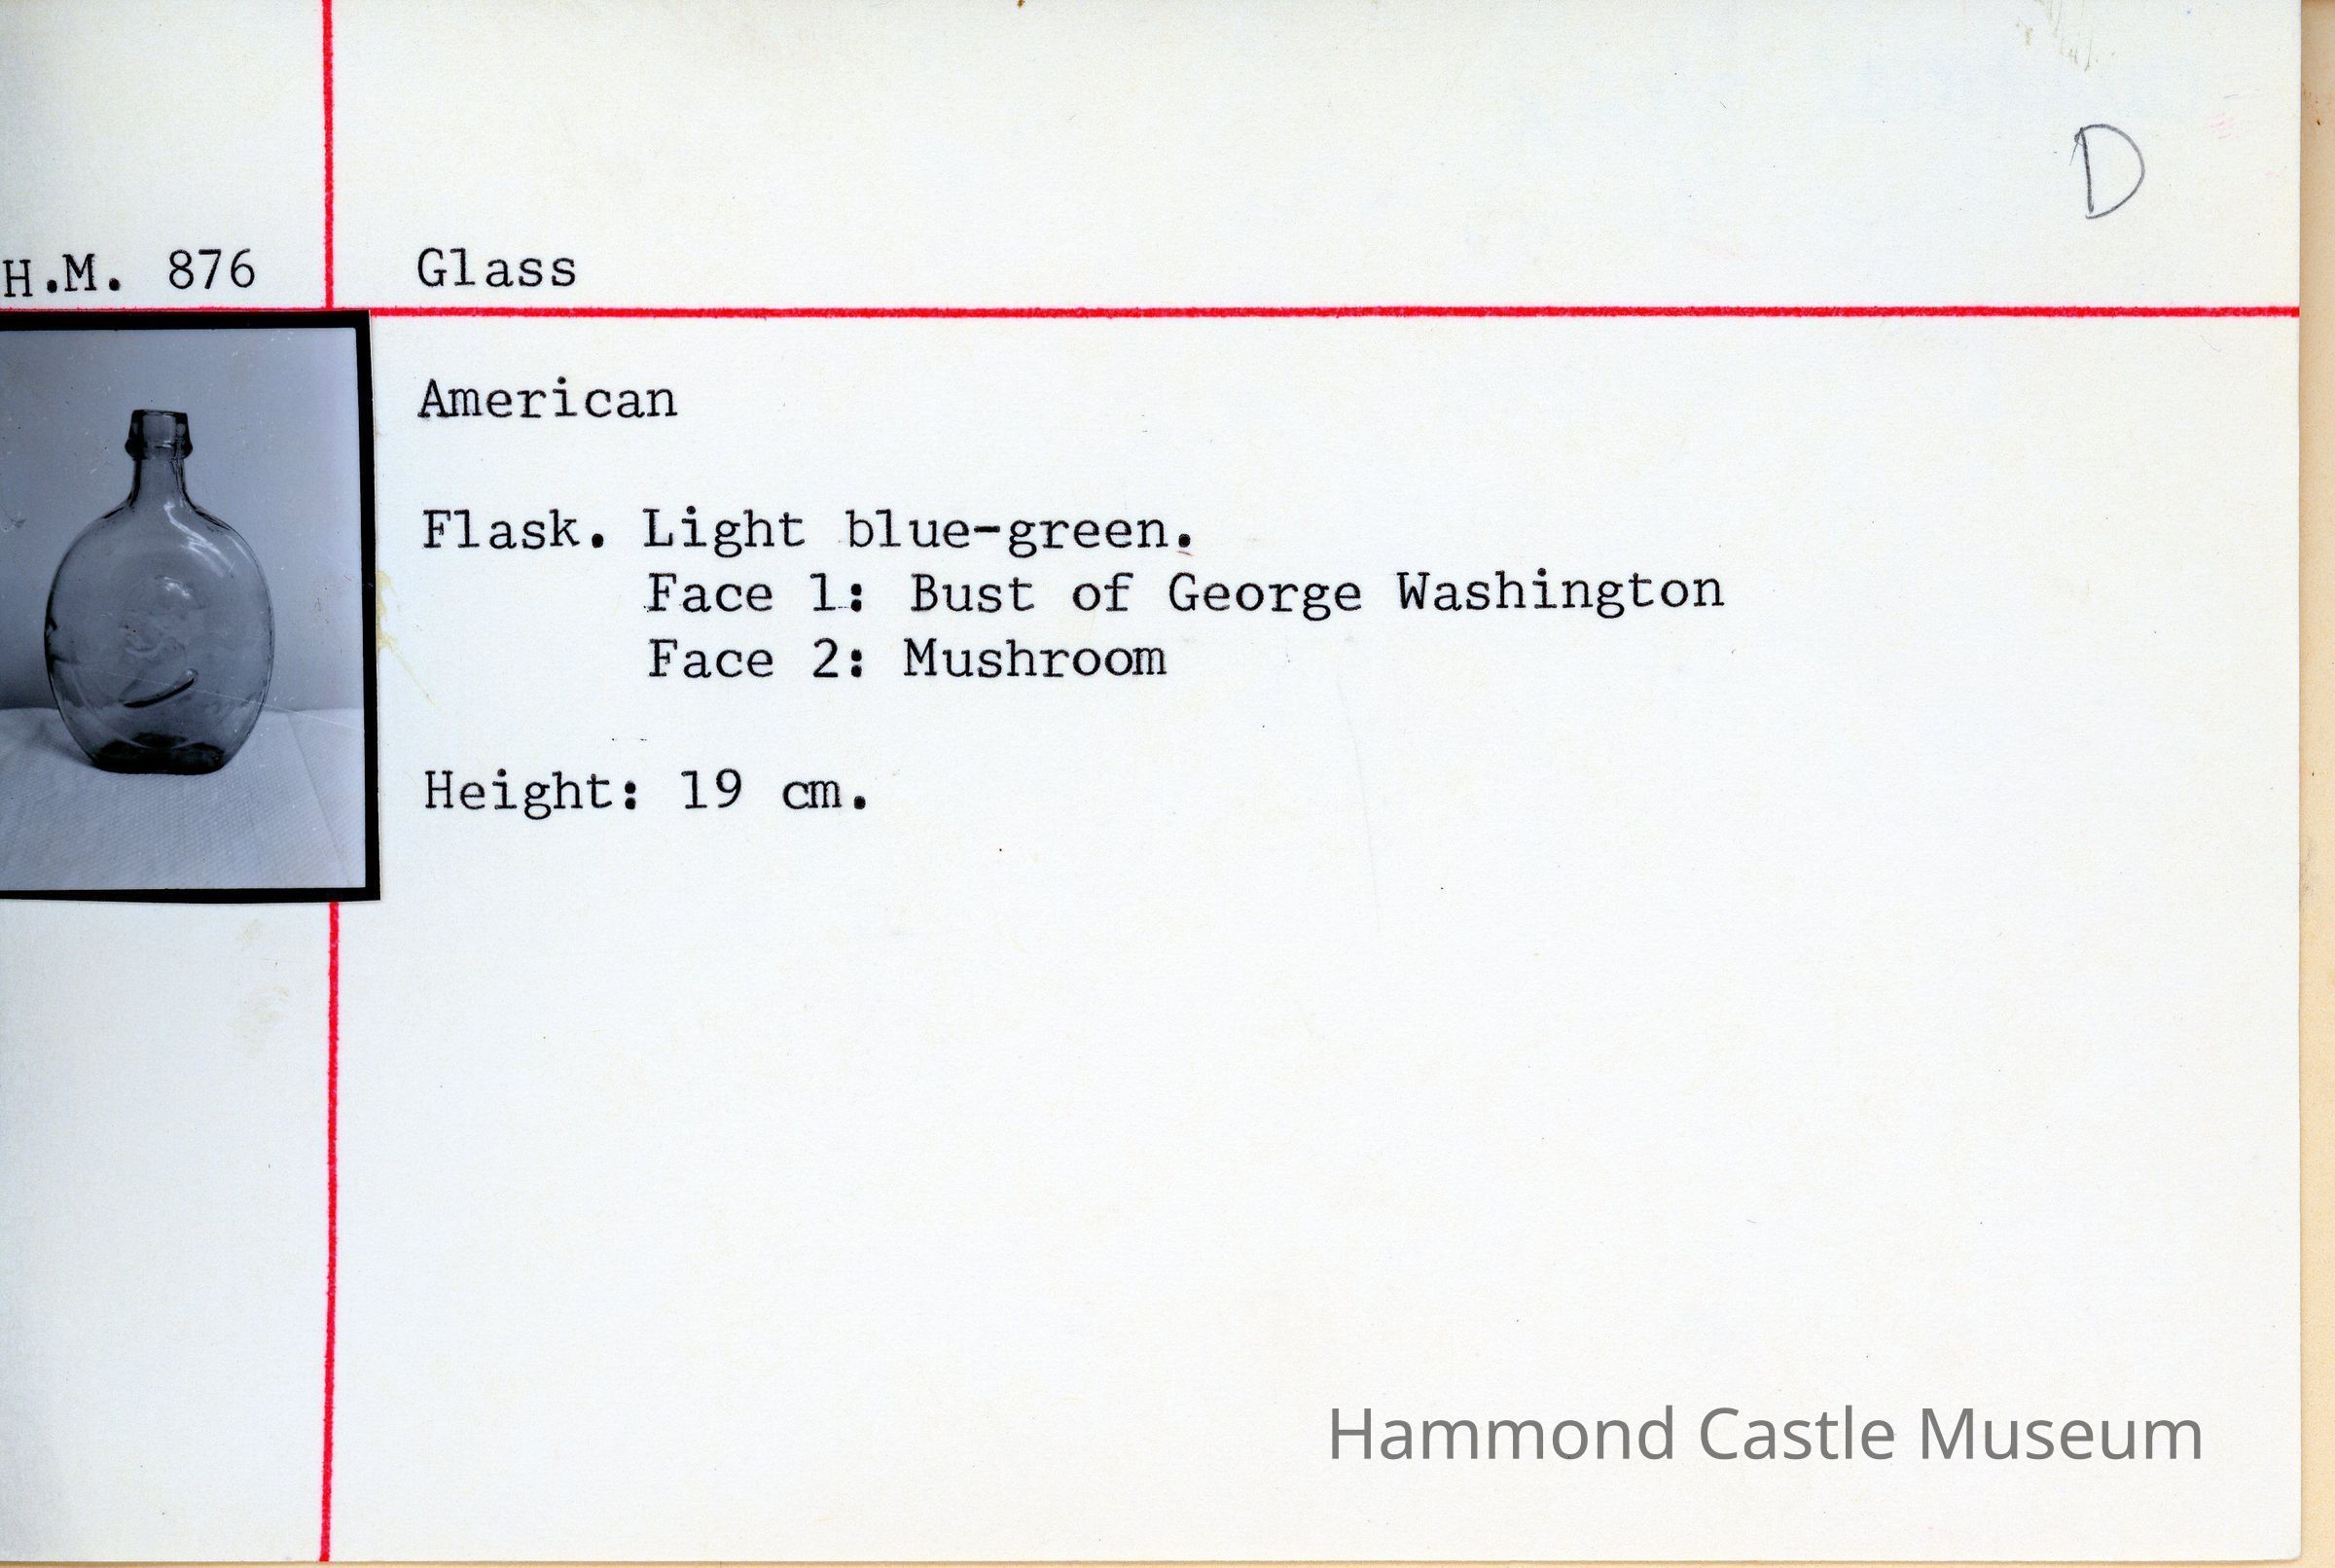 D
H.M. 876 Glass
American
Flask. Light blue-green.
Face 1: Bust of George Washington
Face 2: Mushroom
Height: 19 cm.
Hammond Castle Museum